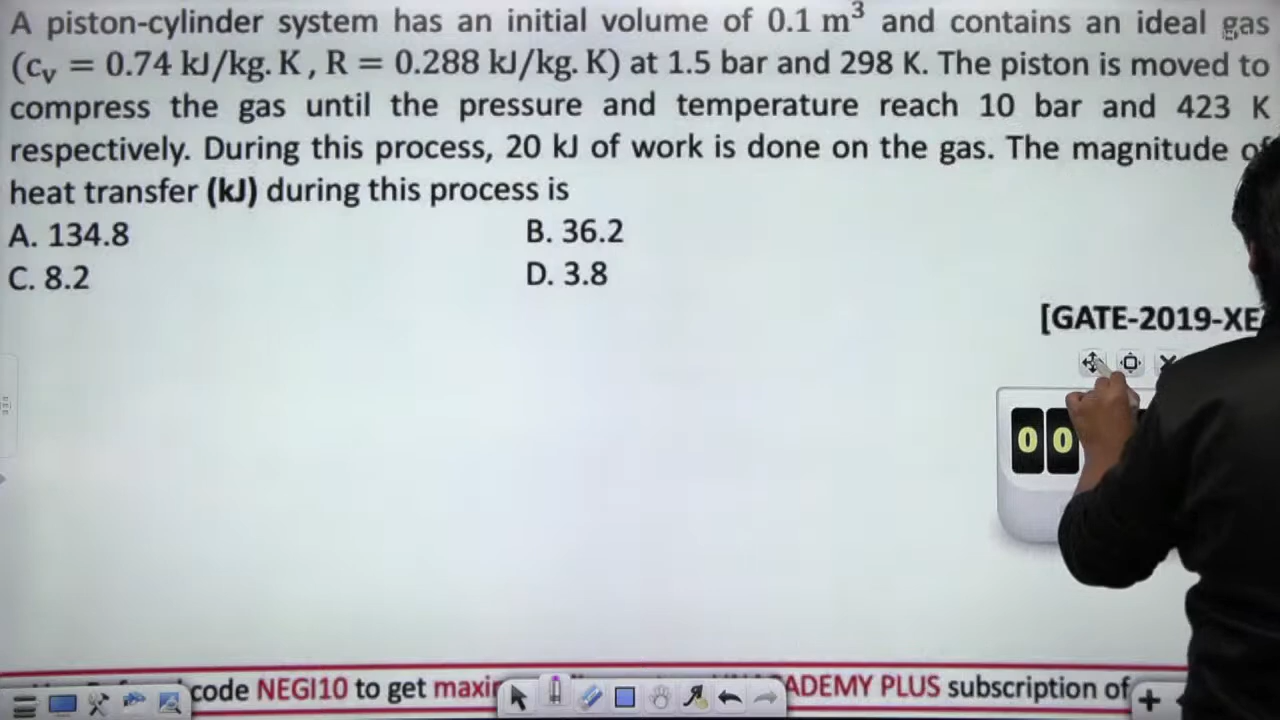 A piston-cylinder system has an initial volume of 0.1 m³ and contains an ideal gas
(cᵥ = 0.74 kJ/kg. K , R = 0.288 kJ/kg. K) at 1.5 bar and 298 K. The piston is moved to
compress the gas until the pressure and temperature reach 10 bar and 423 K
respectively. During this process, 20 kJ of work is done on the gas. The magnitude of
heat transfer (kJ) during this process is
A. 134.8 B. 36.2
C. 8.2 D. 3.8
[GATE-2019-XE
0 0
code NEGI10 to get PLUS subscription of